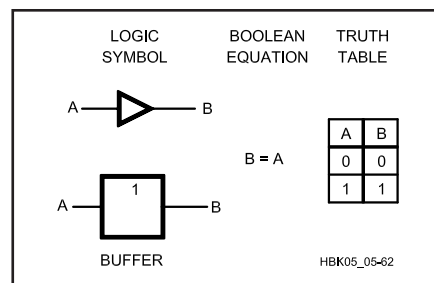 LOGIC SYMBOL
BOOLEAN EQUATION
TRUTH TABLE
A B
B = A
A B
0 0
1 1
A 1 B
BUFFER
HBK05_05-62